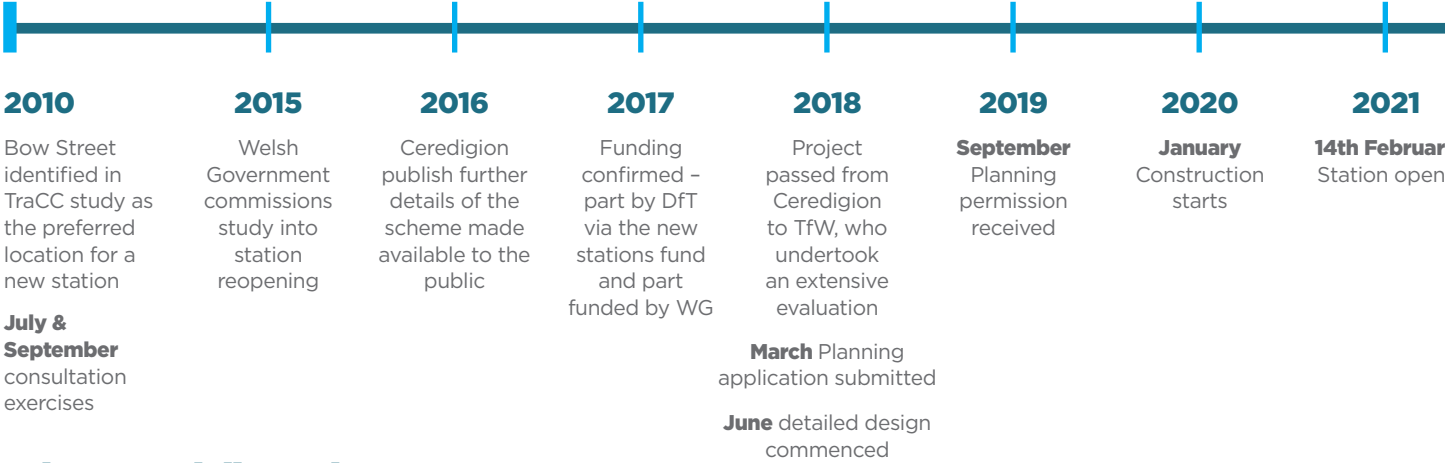 2010
Bow Street
identified in
TraCC study as
the preferred
location for a
new station
July &
September
consultation
exercises
2015
Welsh
Government
commissions
study into
station
reopening
2016
Ceredigion
publish further
details of the
scheme made
available to the
public
2017
Funding
confirmed –
part by DfT
via the new
stations fund
and part
funded by WG
2018
Project
passed from
Ceredigion
to TfW, who
undertook
an extensive
evaluation
March Planning
application submitted
June detailed design
commenced
2019
September
Planning
permission
received
2020
January
Construction
starts
2021
14th Februar
Station open